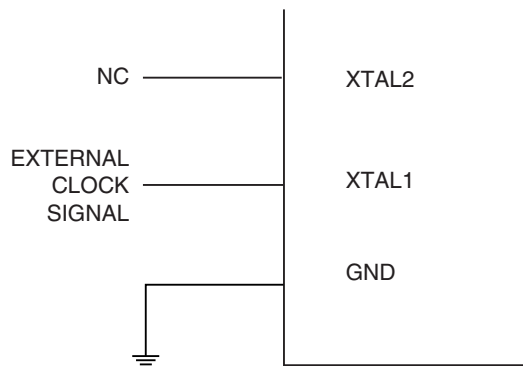 NC
XTAL2
EXTERNAL
CLOCK
SIGNAL
XTAL1
GND